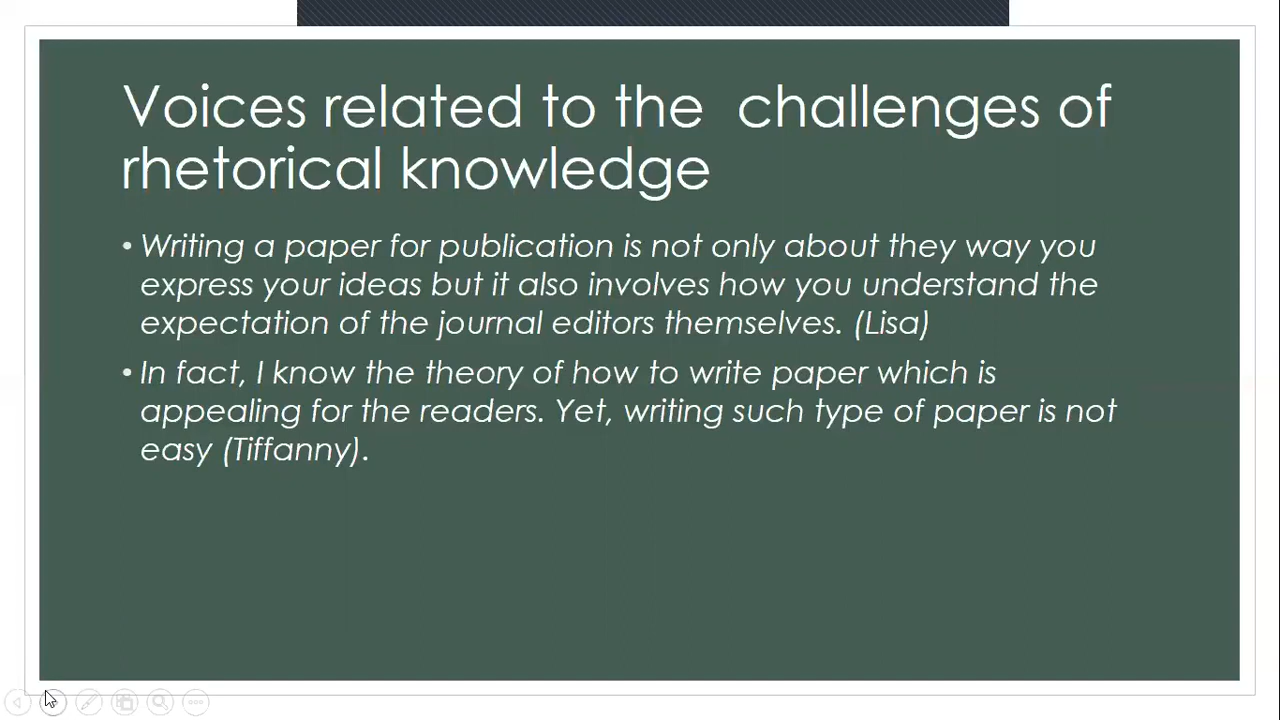 Voices related to the  challenges of
rhetorical knowledge
• Writing a paper for publication is not only about they way you
express your ideas but it also involves how you understand the
expectation of the journal editors themselves. (Lisa)
• In fact, I know the theory of how to write paper which is
appealing for the readers. Yet, writing such type of paper is not
easy (Tiffanny).